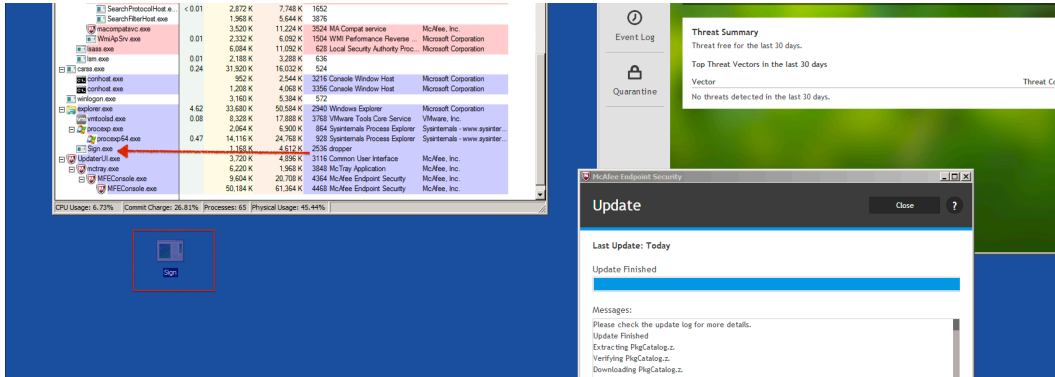 SearchProtocolHost.e... < 0.01 2,872 K 7,748 K 1652
SearchFilterHost.exe 1,968 K 5,644 K 3876
macompatsvc.exe 3,520 K 11,224 K 3524 MA Compat service McAfee, Inc.
WmiApSrv.exe 0.01 2,332 K 6,092 K 1504 WMI Performance Reverse ... Microsoft Corporation
lsass.exe 6,084 K 11,092 K 628 Local Security Authority Proc... Microsoft Corporation
lsm.exe 0.01 2,188 K 3,288 K 636
csrss.exe 0.24 31,920 K 16,032 K 524
conhost.exe 952 K 2,544 K 3216 Console Window Host Microsoft Corporation
conhost.exe 1,208 K 4,068 K 3356 Console Window Host Microsoft Corporation
winlogon.exe 3,160 K 5,384 K 572
explorer.exe 4.62 33,680 K 50,584 K 2940 Windows Explorer Microsoft Corporation
vmtoolsd.exe 0.08 8,328 K 17,888 K 3768 VMware Tools Core Service VMware, Inc.
procexp.exe 2,064 K 6,900 K 864 Sysinternals Process Explorer Sysinternals - www.sysinter...
procexp64.exe 0.47 14,116 K 24,768 K 928 Sysinternals Process Explorer Sysinternals - www.sysinter...
Sign.exe 1,168 K 4,612 K 2536 dropper
UpdaterUI.exe 3,720 K 4,896 K 3116 Common User Interface McAfee, Inc.
mctray.exe 6,220 K 1,968 K 3848 McTray Application McAfee, Inc.
MFEConsole.exe 9,604 K 20,708 K 4364 McAfee Endpoint Security McAfee, Inc.
MFEConsole.exe 50,184 K 61,364 K 4468 McAfee Endpoint Security McAfee, Inc.
CPU Usage: 6.73% Commit Charge: 26.81% Processes: 65 Physical Usage: 45.44%
Sign
Event Log
Quarantine
Threat Summary
Threat free for the last 30 days.
Top Threat Vectors in the last 30 days
Vector Threat Co
No threats detected in the last 30 days.
McAfee Endpoint Security
Update Close ?
Last Update: Today
Update Finished
Messages:
Please check the update log for more details.
Update Finished
Extracting PkgCatalog.z.
Verifying PkgCatalog.z.
Downloading PkgCatalog.z.